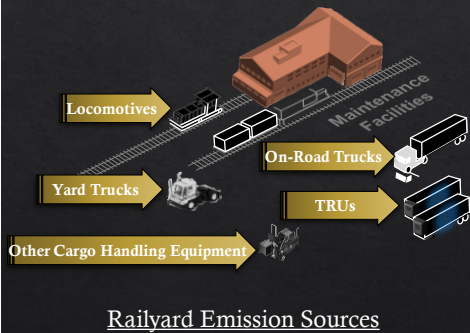 Locomotives
Maintenance
Facilities
On-Road Trucks
Yard Trucks
TRUs
Other Cargo Handling Equipment
Railyard Emission Sources